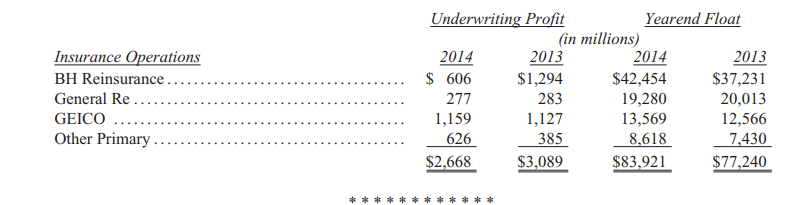 Underwriting Profit Yearend Float
(in millions)
Insurance Operations 2014 2013 2014 2013
BH Reinsurance ....................................... $ 606 $1,294 $42,454 $37,231
General Re ............................................ 277 283 19,280 20,013
GEICO ............................................... 1,159 1,127 13,569 12,566
Other Primary ......................................... 626 385 8,618 7,430
$2,668 $3,089 $83,921 $77,240
* * * * * * * * * * * *